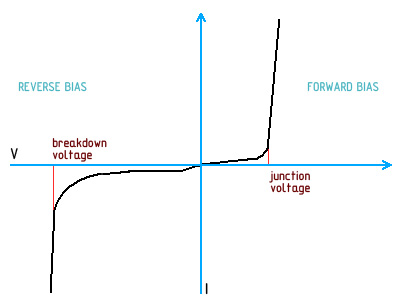 REVERSE BIAS
FORWARD BIAS
breakdown
voltage
V
junction
voltage
I